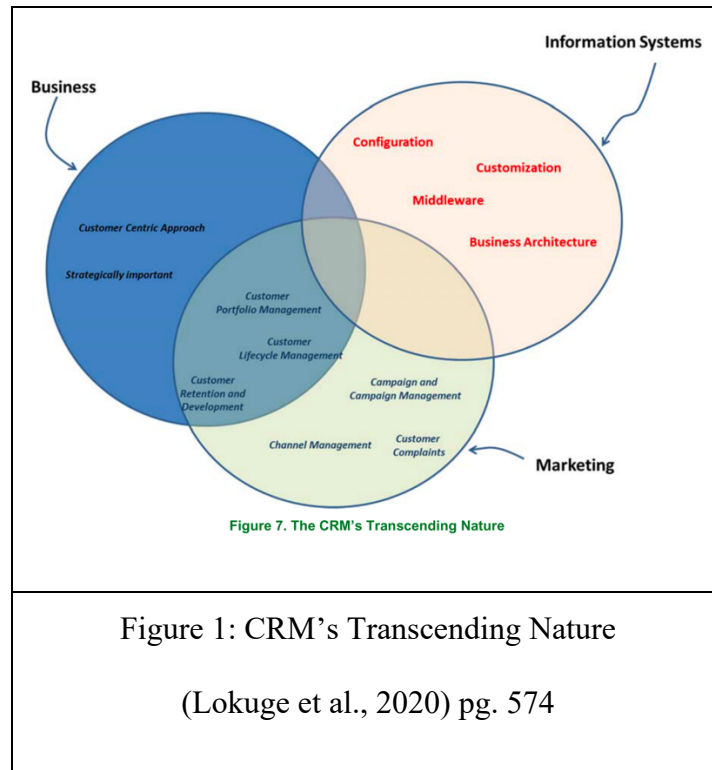 Information Systems
Business
Configuration
Customization
Middleware
Business Architecture
Customer Centric Approach
Strategically important
Customer
Portfolio Management
Customer
Lifecycle Management
Customer
Retention and
Development
Campaign and
Campaign Management
Channel Management
Customer
Complaints
Marketing
Figure 7. The CRM's Transcending Nature
Figure 1: CRM’s Transcending Nature
(Lokuge et al., 2020) pg. 574